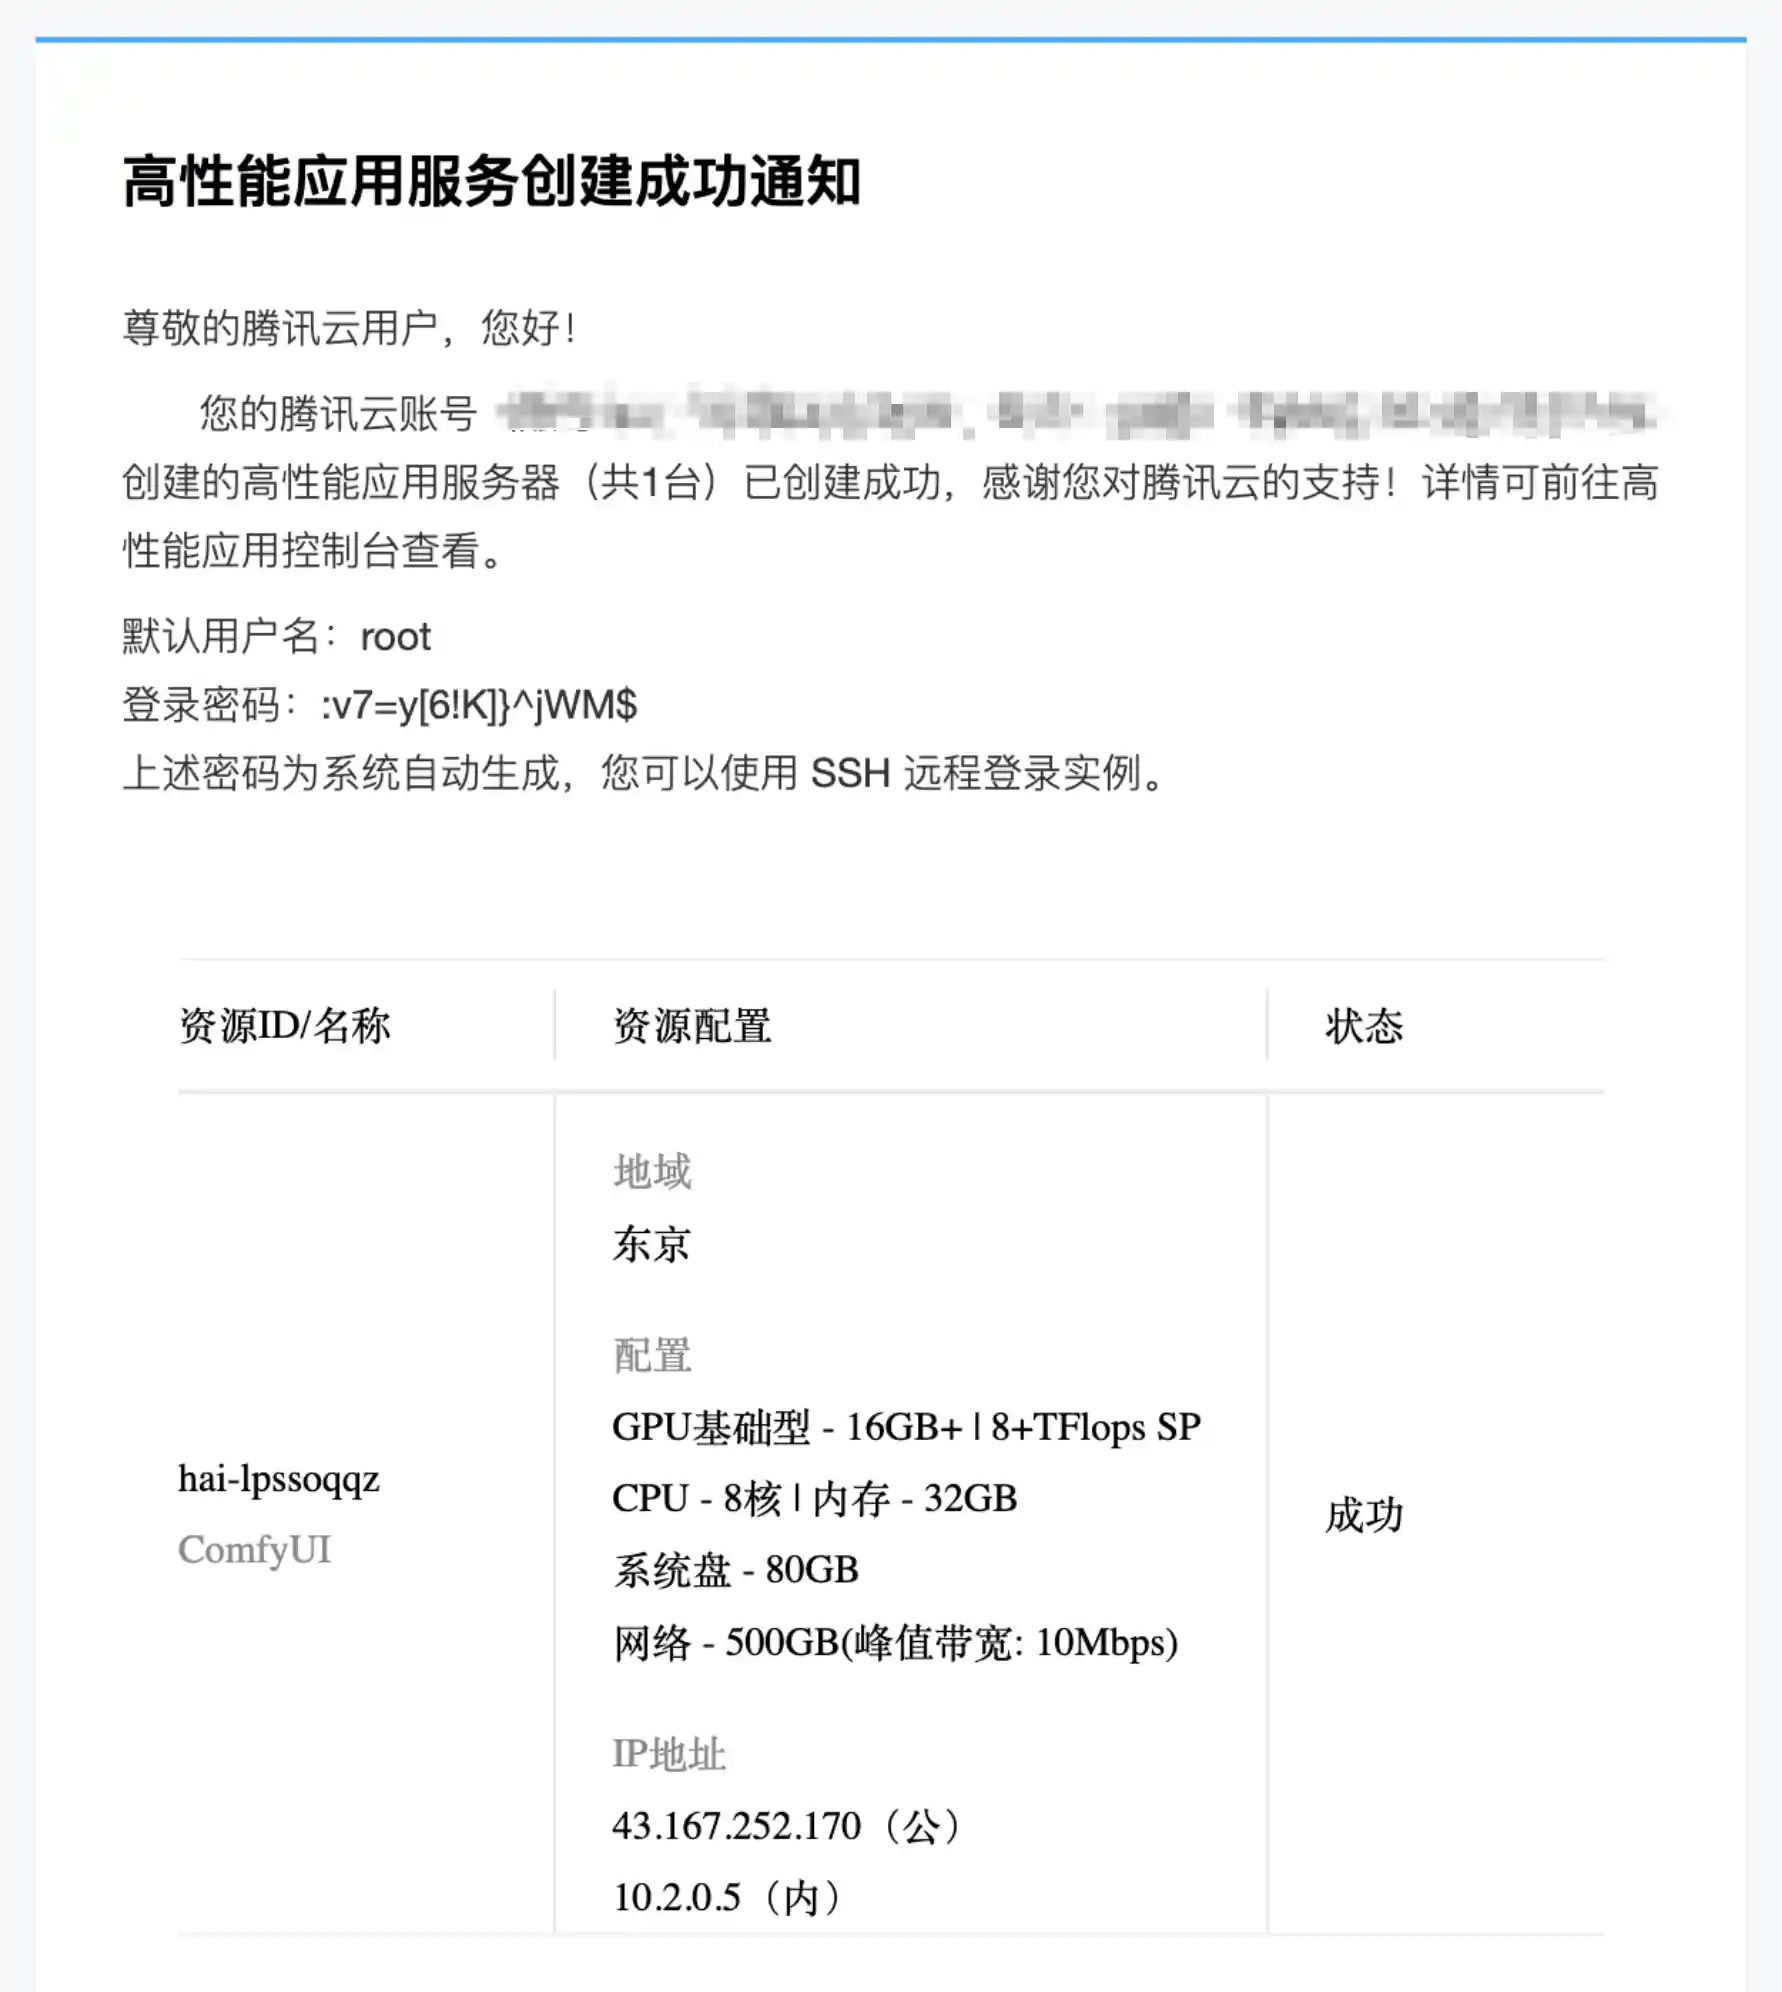 高性能应用服务创建成功通知
尊敬的腾讯云用户，您好！
您的腾讯云账号
创建的高性能应用服务器（共1台）已创建成功，感谢您对腾讯云的支持！详情可前往高
性能应用控制台查看。
默认用户名：root
登录密码：:v7=y[6!K]}^jWM$
上述密码为系统自动生成，您可以使用 SSH 远程登录实例。
资源ID/名称 资源配置 状态
地域
东京
配置
GPU基础型 - 16GB+ | 8+TFlops SP
CPU - 8核 | 内存 - 32GB
系统盘 - 80GB
网络 - 500GB(峰值带宽: 10Mbps)
IP地址
43.167.252.170（公）
10.2.0.5（内）
hai-lpssoqqz
ComfyUI
成功